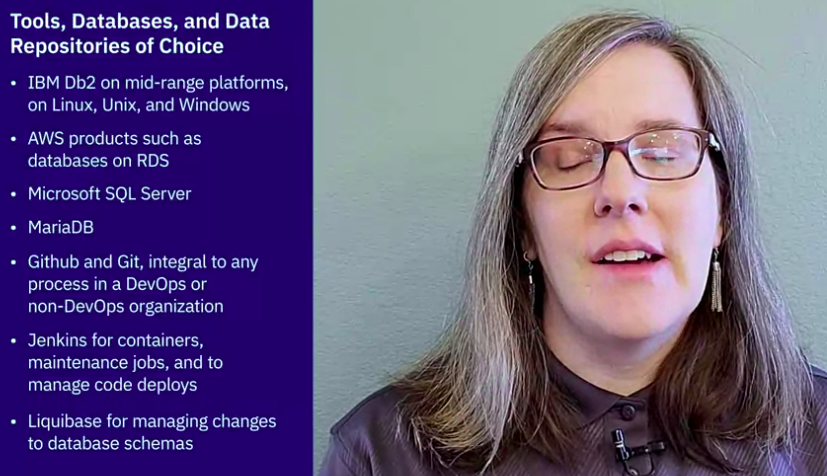 Tools, Databases, and Data
Repositories of Choice
• IBM Db2 on mid-range platforms,
on Linux, Unix, and Windows
• AWS products such as
databases on RDS
• Microsoft SQL Server
• MariaDB
• Github and Git, integral to any
process in a DevOps or
non-DevOps organization
• Jenkins for containers,
maintenance jobs, and to
manage code deploys
• Liquibase for managing changes
to database schemas